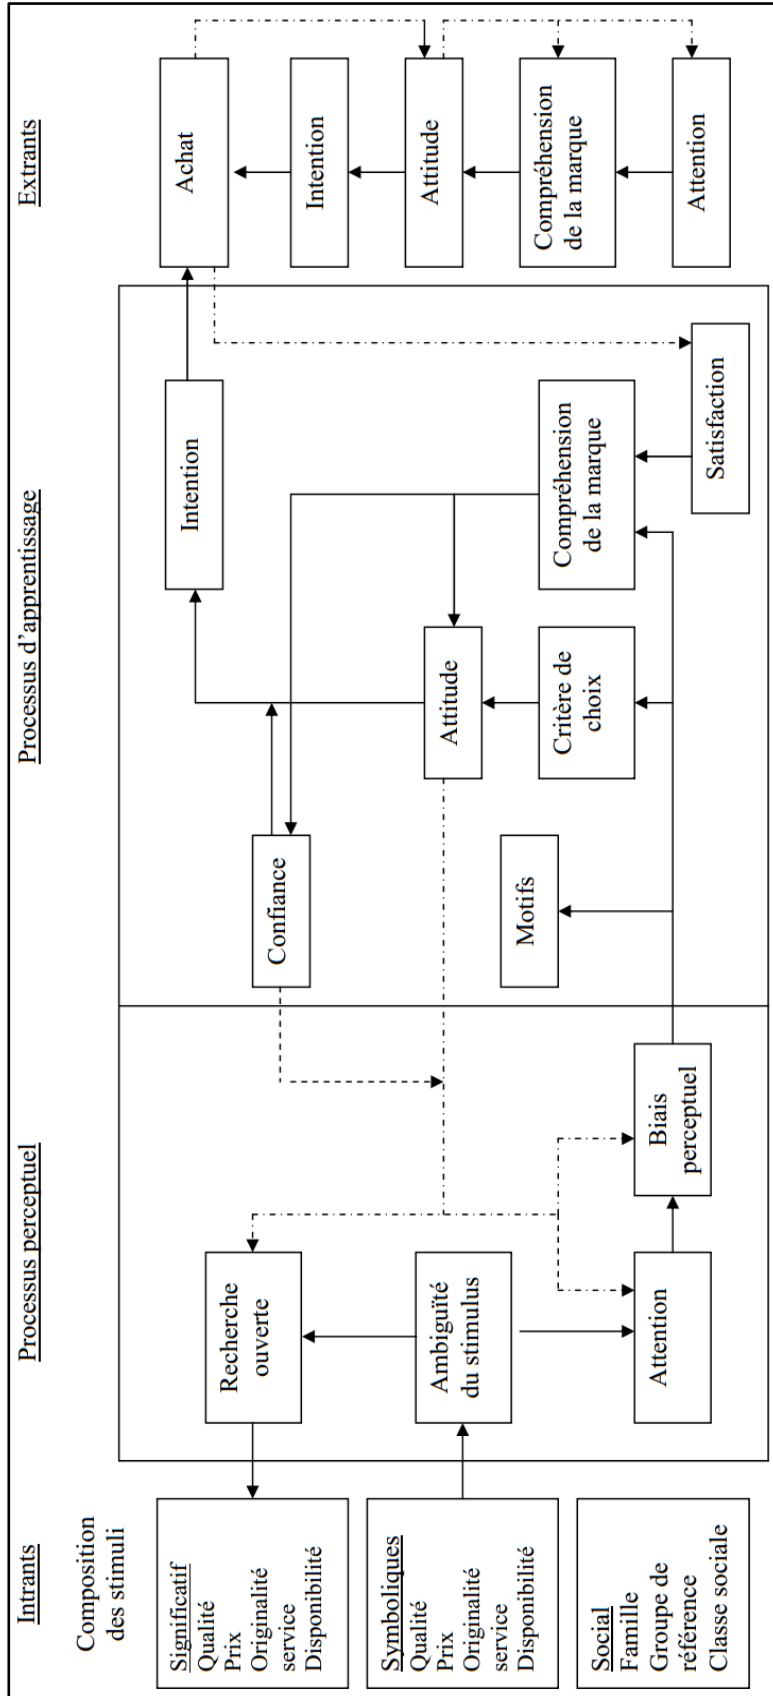 Intrants
Processus perceptuel
Processus d’apprentissage
Extrants
Composition
des stimuli
Significatif
Qualité
Prix
Originalité
service
Disponibilité
Symboliques
Qualité
Prix
Originalité
service
Disponibilité
Social
Famille
Groupe de
référence
Classe sociale
Recherche
ouverte
Ambiguïté
du stimulus
Attention
Biais
perceptuel
Confiance
Motifs
Intention
Attitude
Critère de
choix
Compréhension
de la marque
Satisfaction
Achat
Intention
Attitude
Compréhension
de la marque
Attention